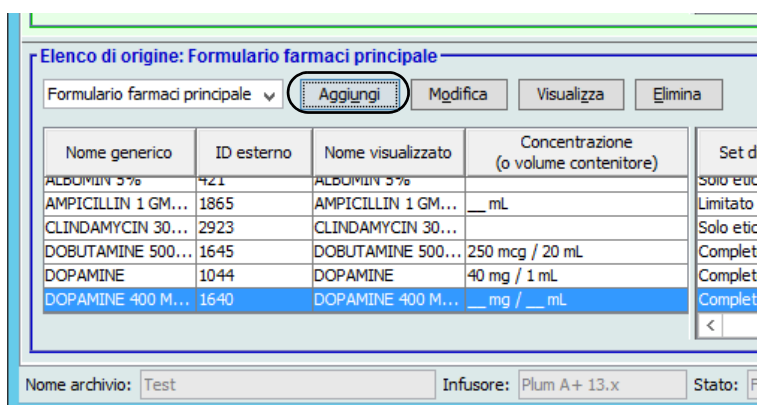 Elenco di origine: Formulario farmaci principale
Formulario farmaci principale Aggiungi Modifica Visualizza Elimina
Nome generico ID esterno Nome visualizzato Concentrazione (o volume contenitore) Set d
ALBUMIN 5% 421 ALBUMIN 5% Solo etic
AMPICILLIN 1 GM... 1865 AMPICILLIN 1 GM... __ mL Limitato
CLINDAMYCIN 30... 2923 CLINDAMYCIN 30... Solo etic
DOBUTAMINE 500... 1645 DOBUTAMINE 500... 250 mcg / 20 mL Complet
DOPAMINE 1044 DOPAMINE 40 mg / 1 mL Complet
DOPAMINE 400 M... 1640 DOPAMINE 400 M... __ mg / __ mL Complet
Nome archivio: Test Infusore: Plum A+ 13.x Stato: F